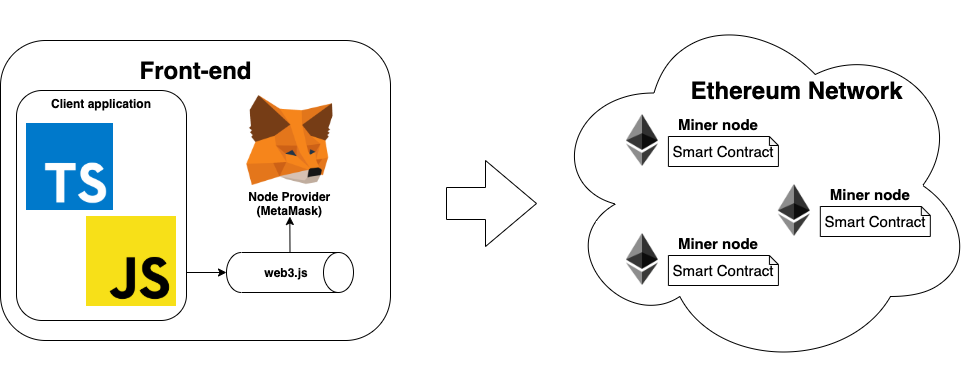 Front-end
Client application
TS
JS
Node Provider
(MetaMask)
web3.js
Ethereum Network
Miner node
Smart Contract
Miner node
Smart Contract
Miner node
Smart Contract